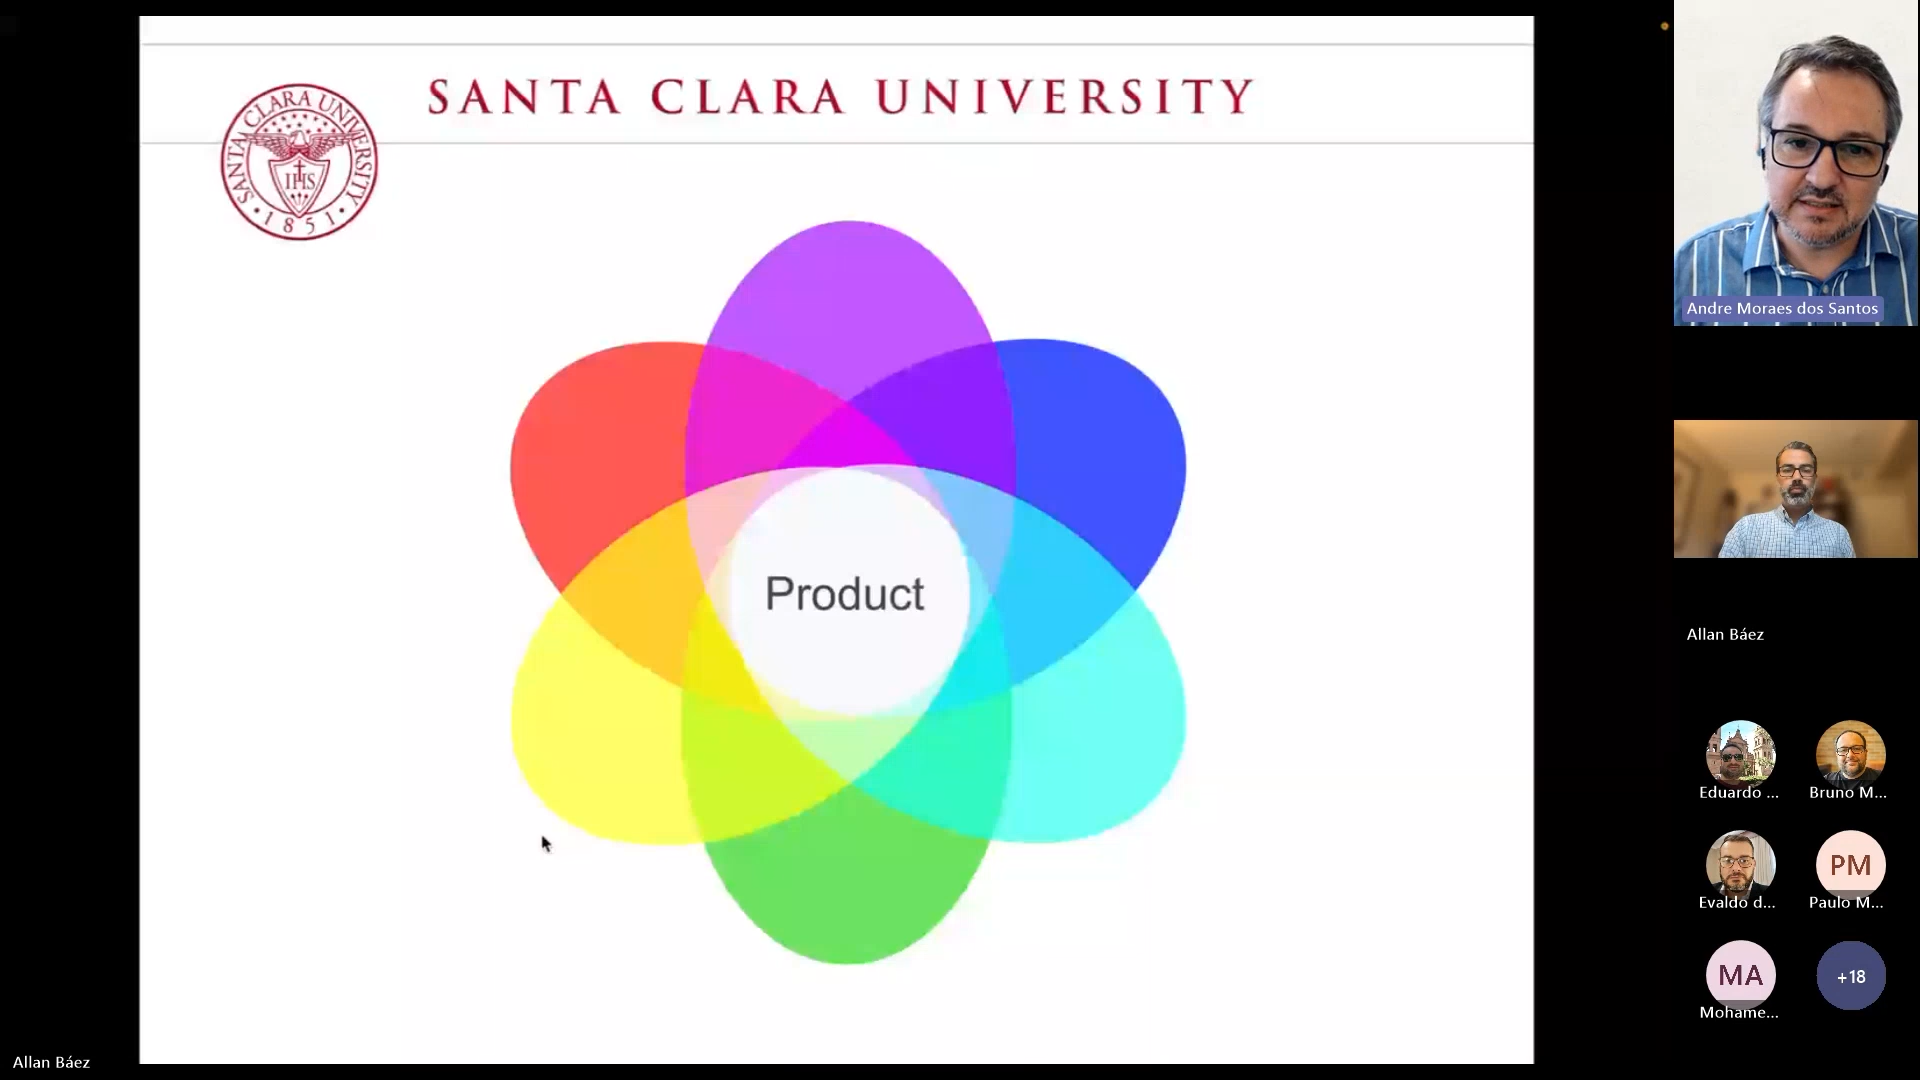 SANTA CLARA UNIVERSITY
SANTA CLARA UNIVERSITY
IHS
1851
Product
Andre Moraes dos Santos
Allan Báez
Eduardo ...
Bruno M...
Evaldo d...
PM
Paulo M...
MA
Mohame...
+18
Allan Báez